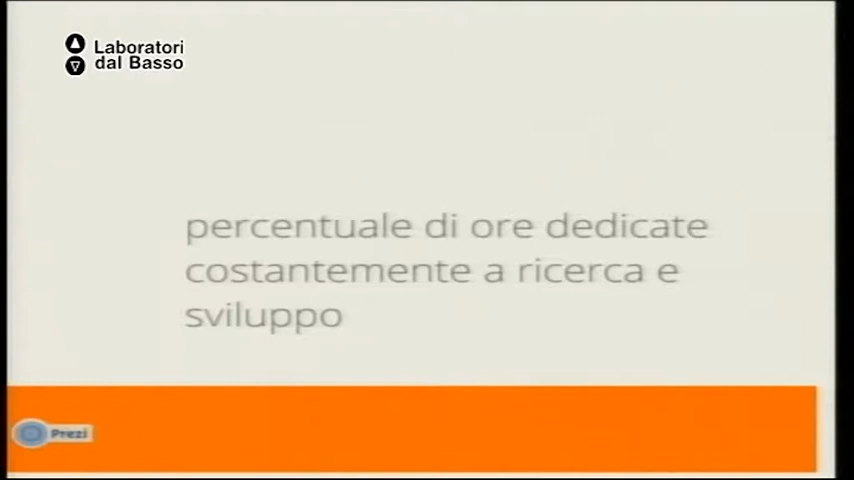 Laboratori
dal Basso
percentuale di ore dedicate
costantemente a ricerca e
sviluppo
Prezi